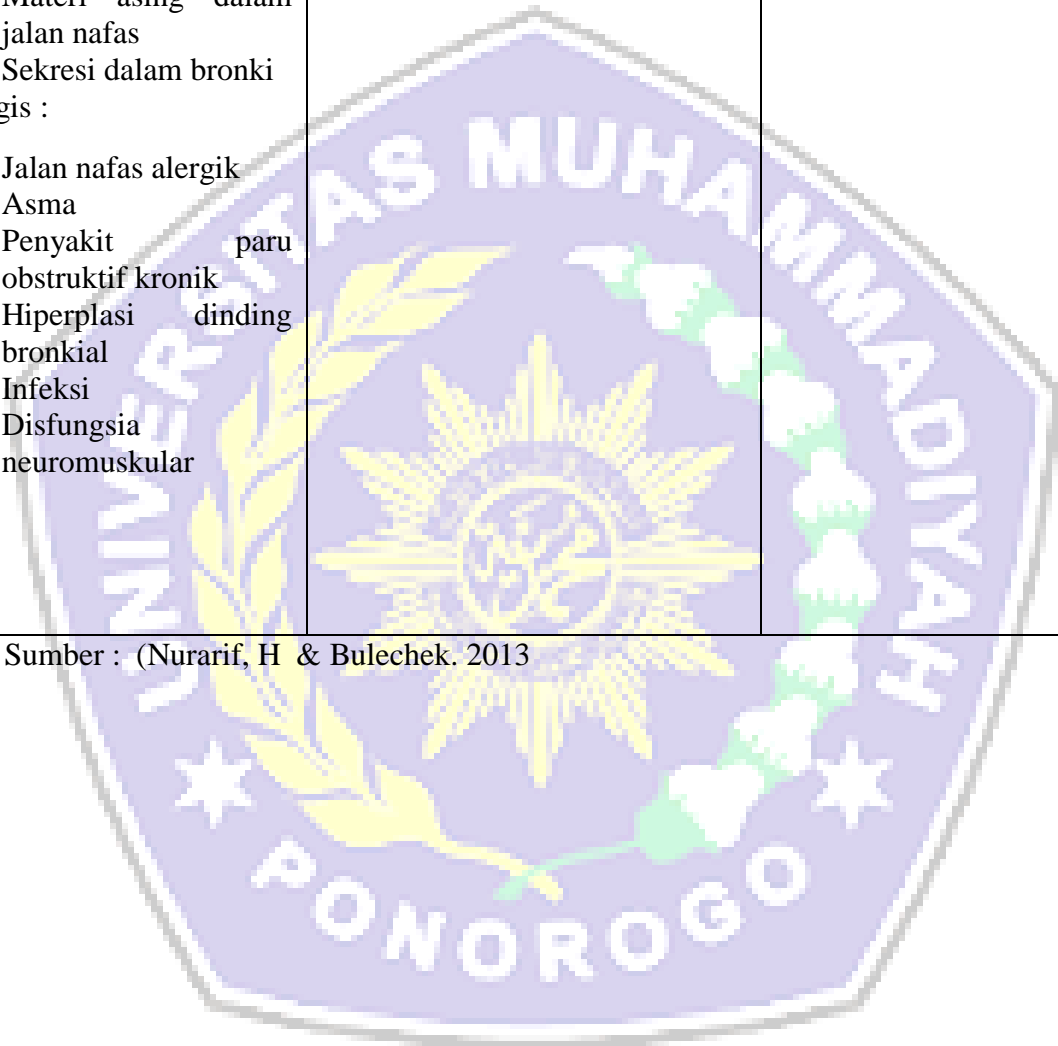 Materi asing dalam
jalan nafas
Sekresi dalam bronki
gis :
Jalan nafas alergik
Asma
Penyakit paru
obstruktif kronik
Hiperplasi dinding
bronkial
Infeksi
Disfungsia
neuromuskular
Sumber : (Nurarif, H & Bulechek. 2013
UNIVERSITAS MUHAMMADIYAH
PONOROGO